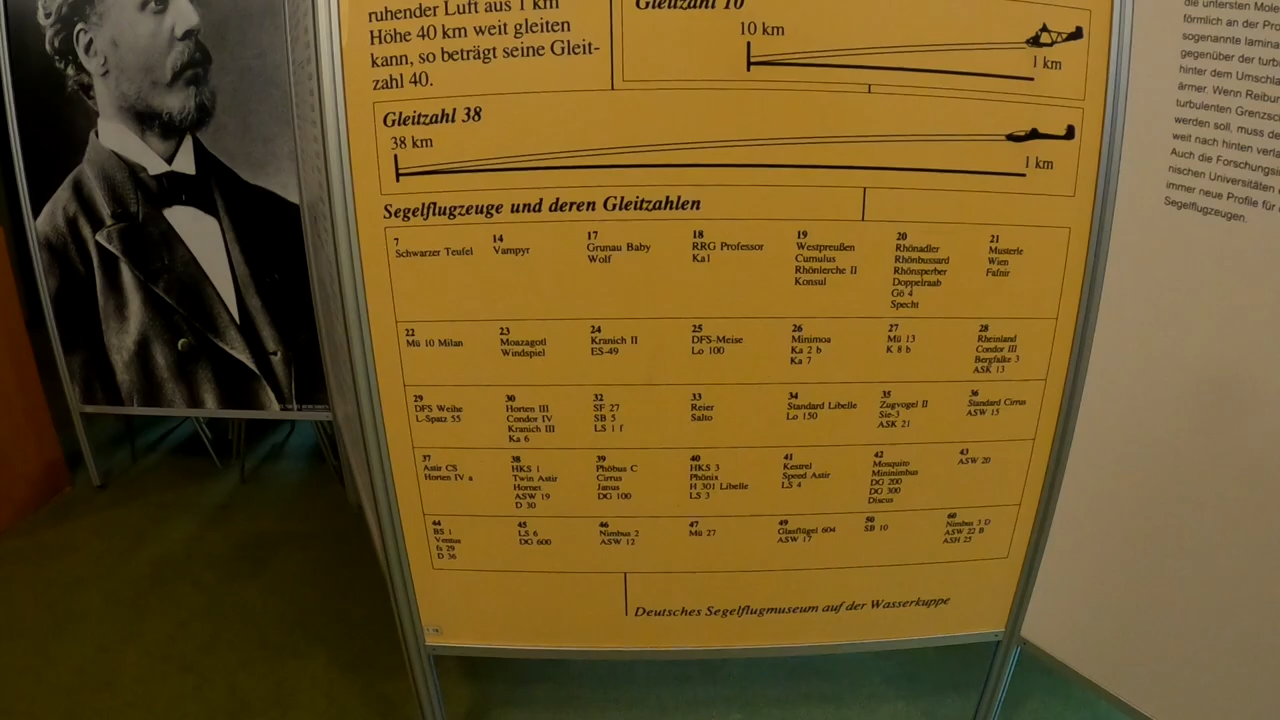 ruhender Luft aus 1 km
Höhe 40 km weit gleiten
kann, so beträgt seine Gleit-
zahl 40.
Gleitzahl 10
10 km
1 km
Gleitzahl 38
38 km
1 km
Segelflugzeuge und deren Gleitzahlen
7
Schwarzer Teufel
14
Vampyr
17
Grunau Baby
Wolf
18
RRG Professor
Ka1
19
Westpreußen
Cumulus
Rhönlerche II
Konsul
20
Rhönadler
Rhönbussard
Rhönsperber
Doppelraab
Gö 4
Specht
21
Musterle
Wien
Fafnir
22
Mü 10 Milan
23
Moazagotl
Windspiel
24
Kranich II
ES-49
25
DFS-Meise
Lo 100
26
Minimoa
Ka 2 b
Ka 7
27
Mü 13
K 8 b
28
Rheinland
Condor III
Bergfalke 3
ASK 13
29
DFS Weihe
L-Spatz 55
30
Horten III
Condor IV
Kranich III
Ka 6
32
SF 27
SB 5
LS 1 f
33
Reier
Salto
34
Standard Libelle
Lo 150
35
Zugvogel II
Sie-3
ASK 21
36
Standard Cirrus
ASW 15
37
Astir CS
Horten IV a
38
HKS 1
Twin Astir
Hornet
ASW 19
D 30
39
Phöbus C
Cirrus
Janus
DG 100
40
HKS 3
Phönix
H 301 Libelle
LS 3
41
Kestrel
Speed Astir
LS 4
42
Mosquito
Mininimbus
DG 200
DG 300
Discus
43
ASW 20
44
BS 1
Ventus
fs 29
D 36
45
LS 6
DG 600
46
Nimbus 2
ASW 12
47
Mü 27
49
Glasflügel 604
ASW 17
50
SB 10
60
Nimbus 3 D
ASW 22 B
ASH 25
Deutsches Segelflugmuseum auf der Wasserkuppe
die untersten Mole
förmlich an der Pro
sogenannte lamina
gegenüber der turb
hinter dem Umschla
ärmer. Wenn Reibur
turbulenten Grenzsc
werden soll, muss de
weit nach hinten verla
Auch die Forschungsin
nischen Universitäten
immer neue Profile für
Segelflugzeugen.